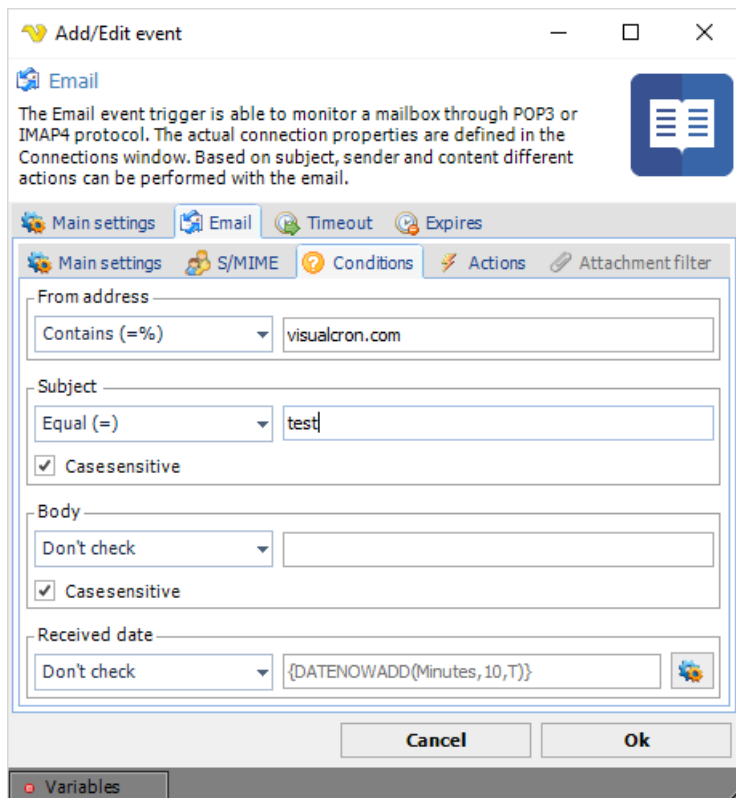 Add/Edit event
Email
The Email event trigger is able to monitor a mailbox through POP3 or
IMAP4 protocol. The actual connection properties are defined in the
Connections window. Based on subject, sender and content different
actions can be performed with the email.
Main settings Email Timeout Expires
Main settings S/MIME Conditions Actions Attachment filter
From address
Contains (=%) visualcron.com
Subject
Equal (=) test
Casesensitive
Body
Don't check
Casesensitive
Received date
Don't check {DATENOWADD(Minutes,10,T)}
Cancel Ok
Variables